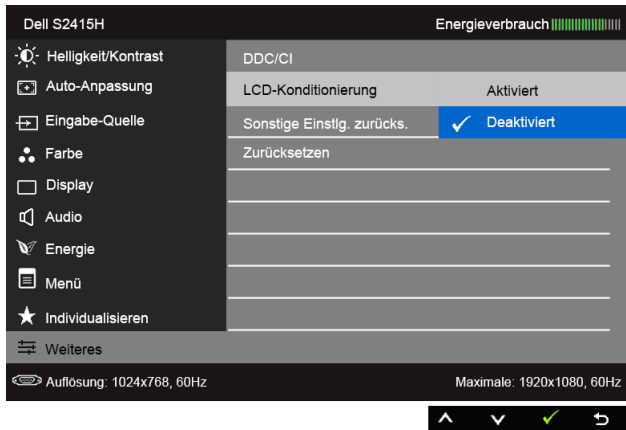 Dell S2415H Energieverbrauch
Helligkeit/Kontrast
Auto-Anpassung
Eingabe-Quelle
Farbe
Display
Audio
Energie
Menü
Individualisieren
Weiteres
DDC/CI
LCD-Konditionierung Aktiviert
Sonstige Einstlg. zurücks. Deaktiviert
Zurücksetzen
Auflösung: 1024x768, 60Hz Maximale: 1920x1080, 60Hz